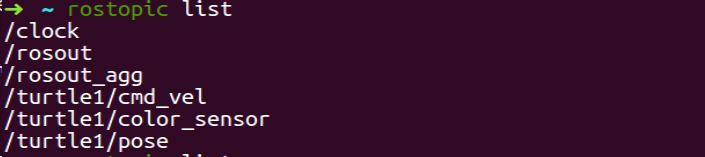 ➜ ~ rostopic list
/clock
/rosout
/rosout_agg
/turtle1/cmd_vel
/turtle1/color_sensor
/turtle1/pose